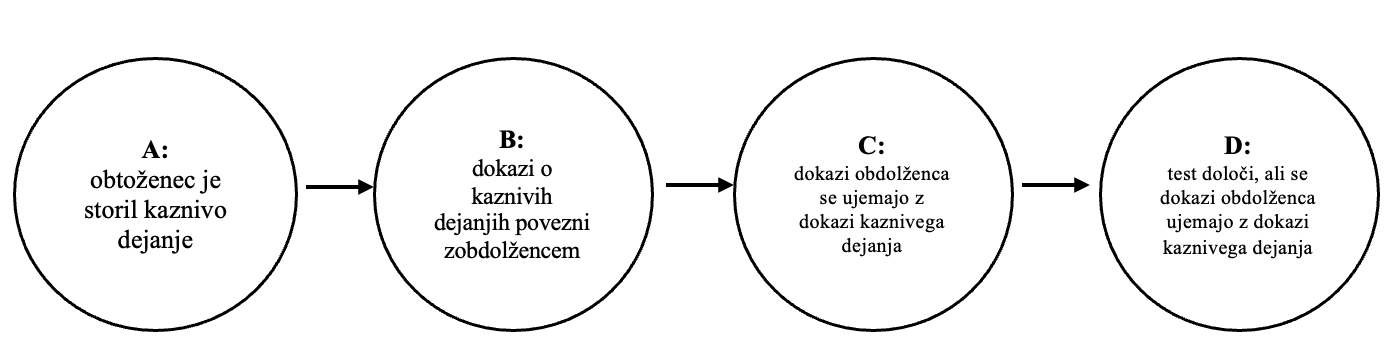 A:
obtoženec je
storil kaznivo
dejanje
B:
dokazi o
kaznivih
dejanjih povezni
zobdolžencem
C:
dokazi obdolženca
se ujemajo z
dokazi kaznivega
dejanja
D:
test določi, ali se
dokazi obdolženca
ujemajo z dokazi
kaznivega dejanja